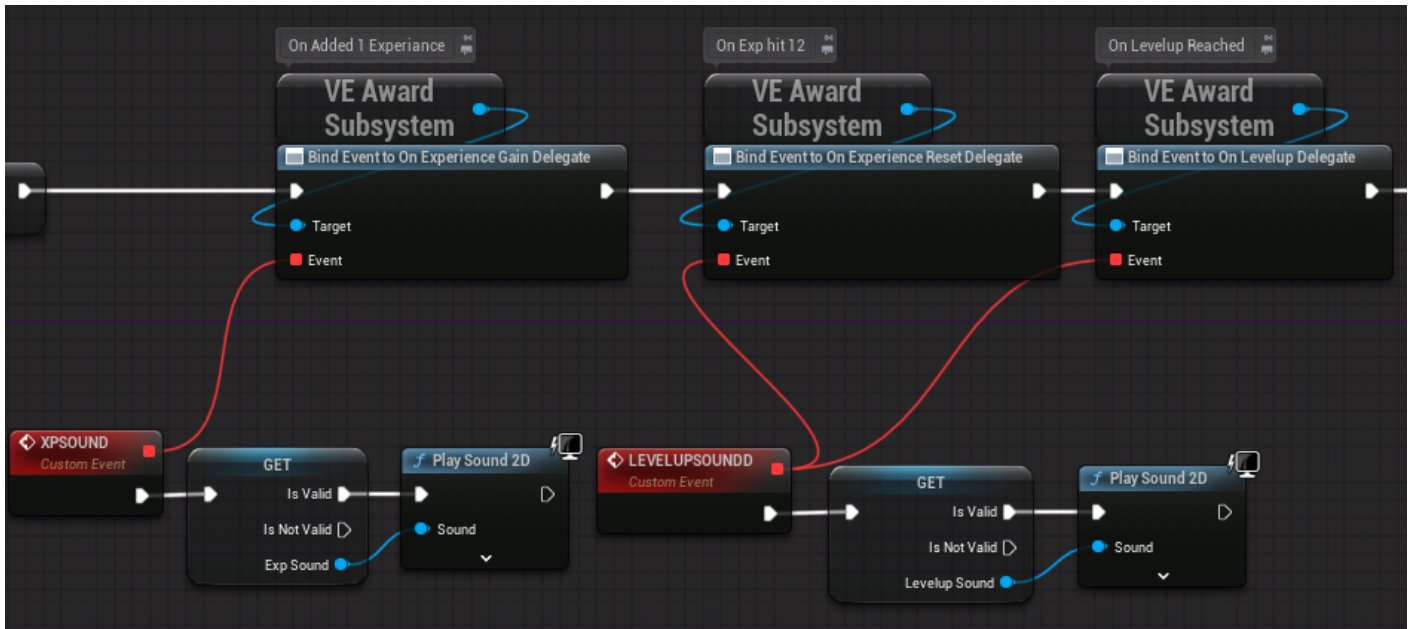 On Added 1 Experiance
On Exp hit 12
On Levelup Reached
VE Award
Subsystem
VE Award
Subsystem
VE Award
Subsystem
Bind Event to On Experience Gain Delegate
Target
Event
Bind Event to On Experience Reset Delegate
Target
Event
Bind Event to On Levelup Delegate
Target
Event
XPSOUND
Custom Event
GET
Is Valid
Is Not Valid
Exp Sound
Play Sound 2D
Sound
LEVELUPSOUNDD
Custom Event
GET
Is Valid
Is Not Valid
Levelup Sound
Play Sound 2D
Sound